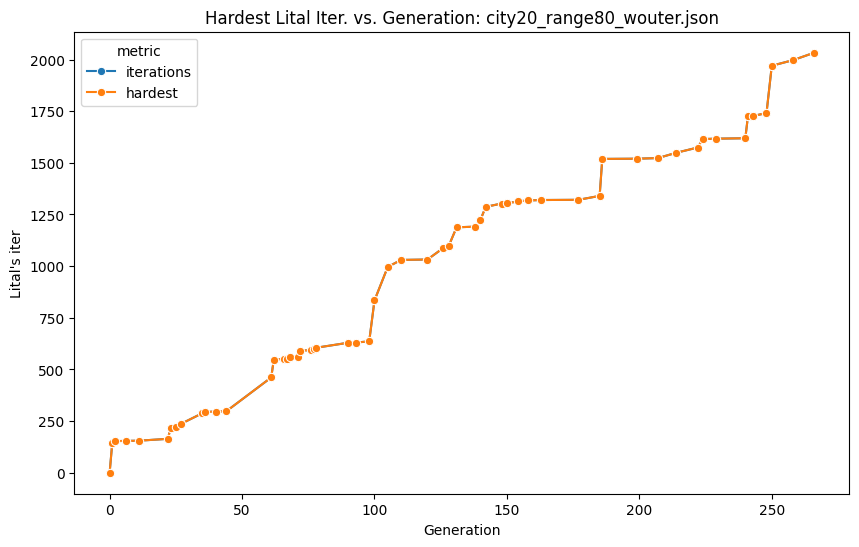 Hardest Lital Iter. vs. Generation: city20_range80_wouter.json
metric
iterations
hardest
2000
1750
1500
1250
1000
750
500
250
0
Lital's iter
0 50 100 150 200 250
Generation